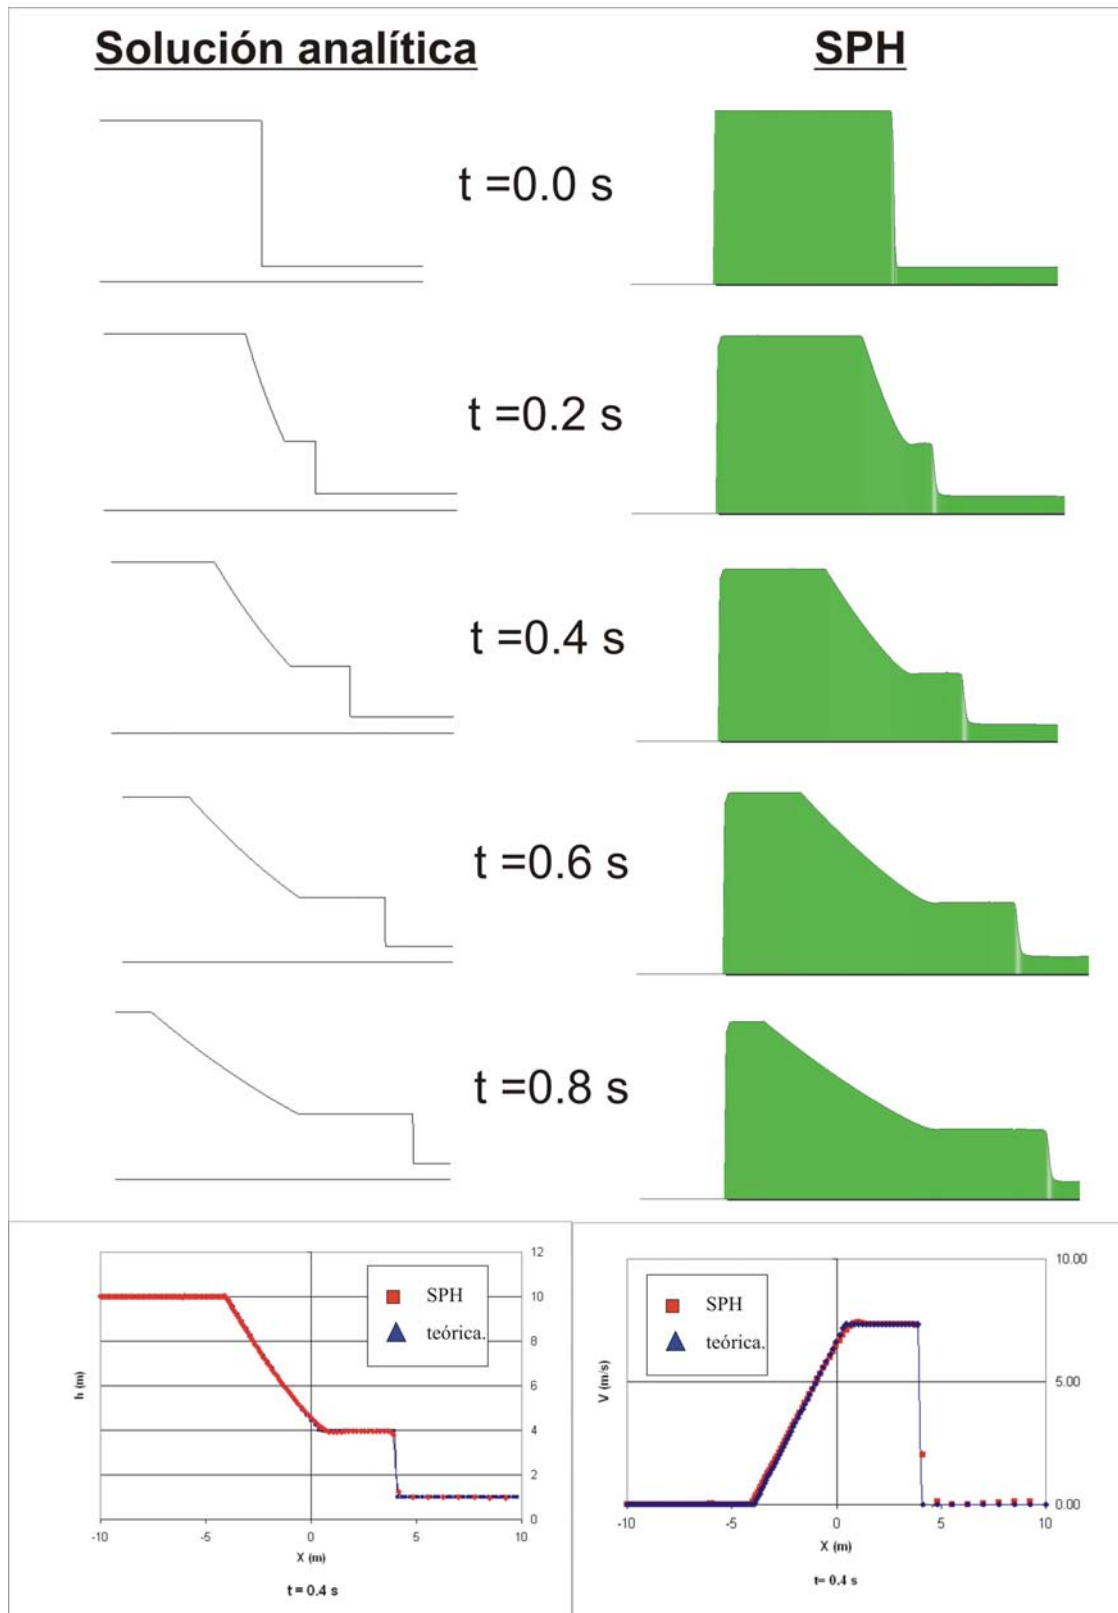 Solución analítica
SPH
t =0.0 s
t =0.2 s
t =0.4 s
t =0.6 s
t =0.8 s
12
10
8
6
4
2
0
h (m)
SPH
teórica.
-10
-5
0
5
10
X (m)
t = 0.4 s
10.00
5.00
0.00
V (m/s)
SPH
teórica.
-10
-5
0
5
10
X (m)
t= 0.4 s